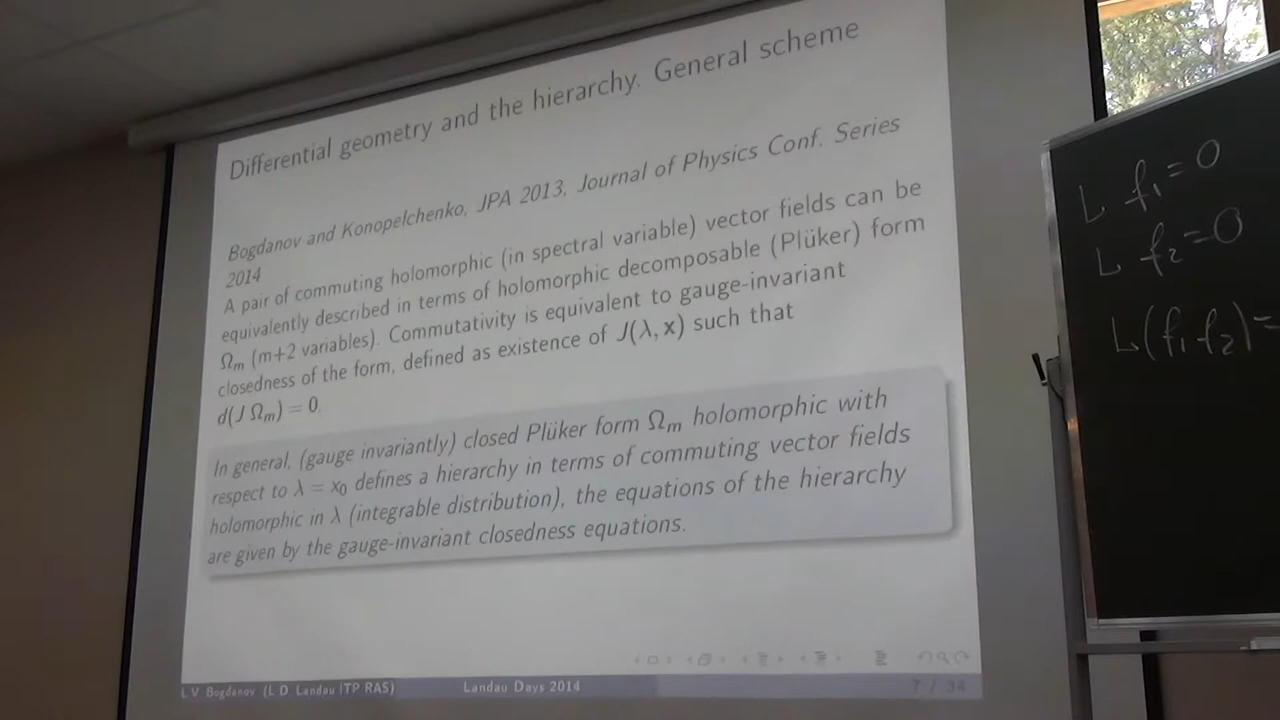 Differential geometry and the hierarchy. General scheme
Bogdanov and Konopelchenko, JPA 2013, Journal of Physics Conf. Series
2014
A pair of commuting holomorphic (in spectral variable) vector fields can be
equivalently described in terms of holomorphic decomposable (Plüker) form
Ωₘ (m+2 variables). Commutativity is equivalent to gauge-invariant
closedness of the form, defined as existence of J(λ, x) such that
d(J Ωₘ) = 0.
In general, (gauge invariantly) closed Plüker form Ωₘ holomorphic with
respect to λ = x₀ defines a hierarchy in terms of commuting vector fields
holomorphic in λ (integrable distribution), the equations of the hierarchy
are given by the gauge-invariant closedness equations.
L V Bogdanov (L D Landau ITP RAS)
Landau Days 2014
7 / 34
L f₁ = 0
L f₂ = 0
L(f₁ f₂) =